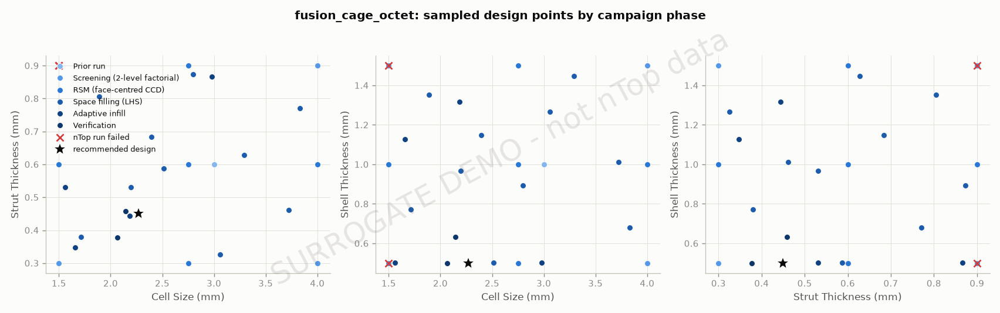 fusion_cage_octet: sampled design points by campaign phase
SURROGATE DEMO - not nTop data
Strut Thickness (mm)
0.9
0.8
0.7
0.6
0.5
0.4
0.3
Prior run
Screening (2-level factorial)
RSM (face-centred CCD)
Space filling (LHS)
Adaptive infill
Verification
nTop run failed
recommended design
1.5 2.0 2.5 3.0 3.5 4.0
Cell Size (mm)
Shell Thickness (mm)
1.4
1.2
1.0
0.8
0.6
1.5 2.0 2.5 3.0 3.5 4.0
Cell Size (mm)
Shell Thickness (mm)
1.4
1.2
1.0
0.8
0.6
0.3 0.4 0.5 0.6 0.7 0.8 0.9
Strut Thickness (mm)